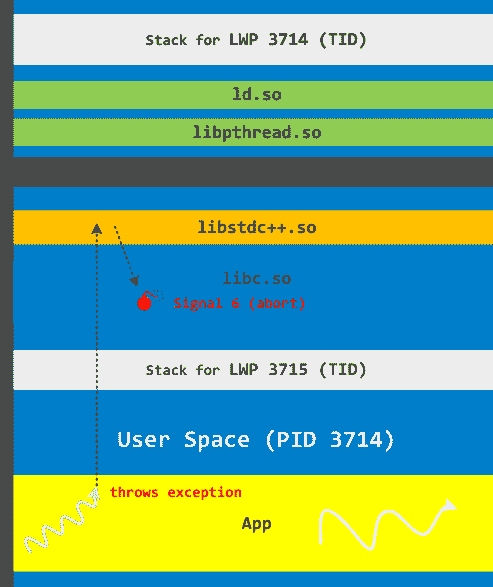 Stack for LWP 3714 (TID)
ld.so
libpthread.so
libstdc++.so
libc.so
Signal 6 (abort)
Stack for LWP 3715 (TID)
User Space (PID 3714)
throws exception
App